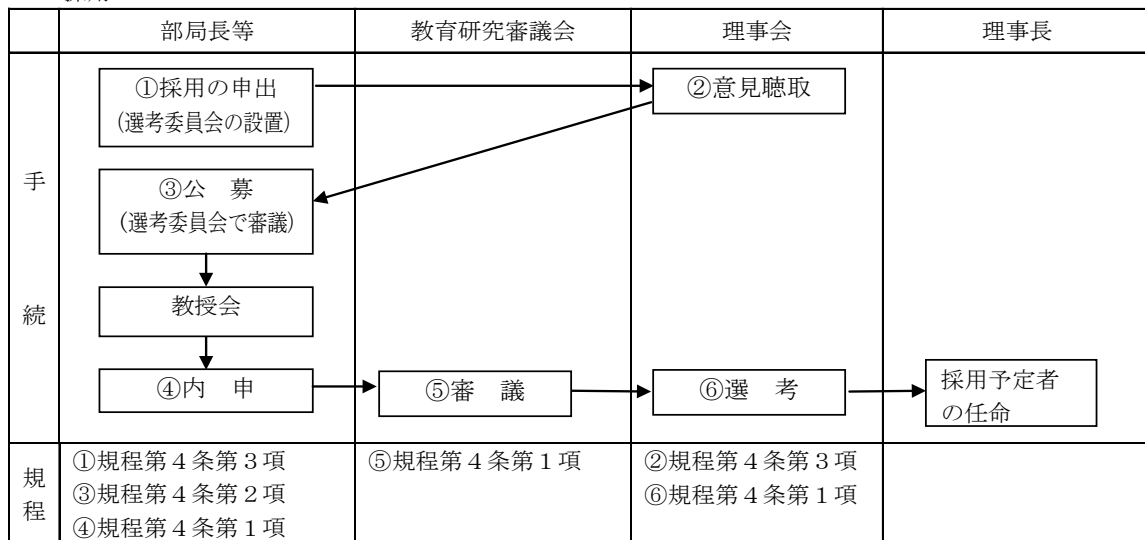 部局長等 教育研究審議会 理事会 理事長
手続
①採用の申出
(選考委員会の設置)
②意見聴取
③公 募
(選考委員会で審議)
教授会
④内 申
⑤審 議
⑥選 考
採用予定者
の任命
規程
①規程第4条第3項
③規程第4条第2項
④規程第4条第1項
⑤規程第4条第1項
②規程第4条第3項
⑥規程第4条第1項